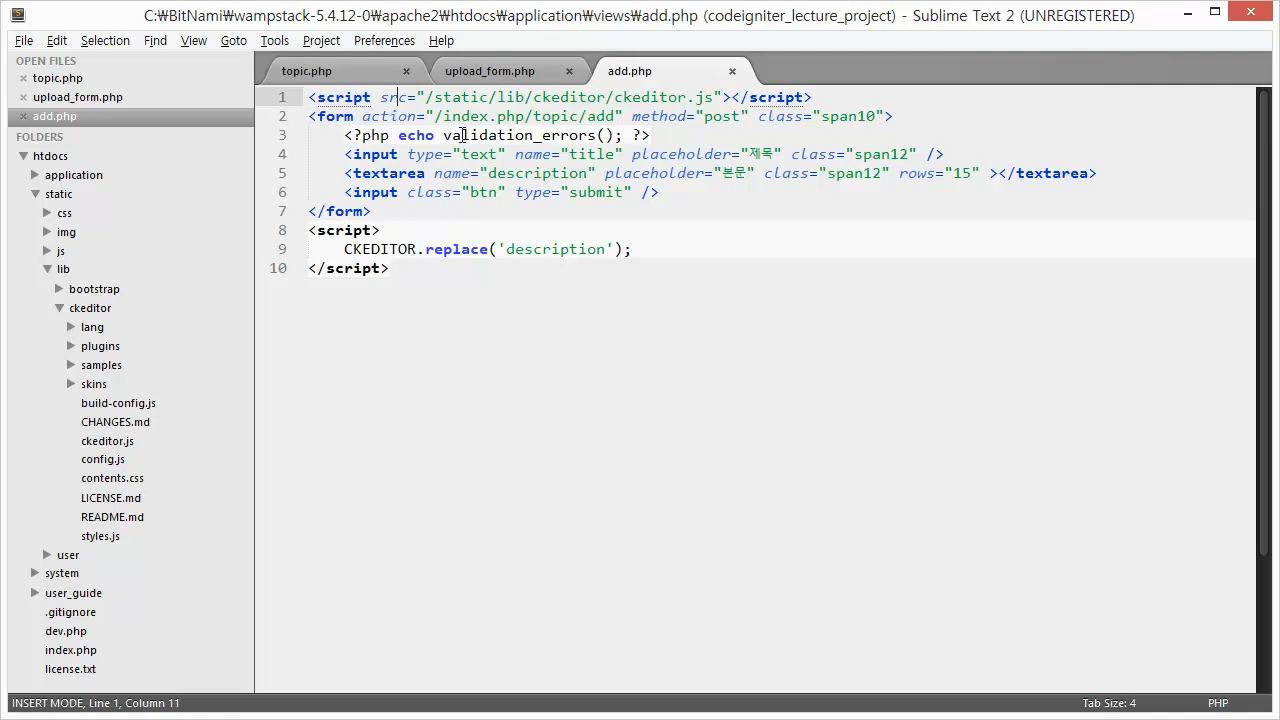 C:₩BitNami₩wampstack-5.4.12-0₩apache2₩htdocs₩application₩views₩add.php (codeigniter_lecture_project) - Sublime Text 2 (UNREGISTERED)
File Edit Selection Find View Goto Tools Project Preferences Help
OPEN FILES
topic.php
upload_form.php
add.php
FOLDERS
htdocs
application
static
css
img
js
lib
bootstrap
ckeditor
lang
plugins
samples
skins
build-config.js
CHANGES.md
ckeditor.js
config.js
contents.css
LICENSE.md
README.md
styles.js
user
system
user_guide
.gitignore
dev.php
index.php
license.txt
topic.php upload_form.php add.php
1 <script src="/static/lib/ckeditor/ckeditor.js"></script>
2 <form action="/index.php/topic/add" method="post" class="span10">
3 <?php echo validation_errors(); ?>
4 <input type="text" name="title" placeholder="제목" class="span12" />
5 <textarea name="description" placeholder="본문" class="span12" rows="15" ></textarea>
6 <input class="btn" type="submit" />
7 </form>
8 <script>
9 CKEDITOR.replace('description');
10 </script>
INSERT MODE, Line 1, Column 11 Tab Size: 4 PHP